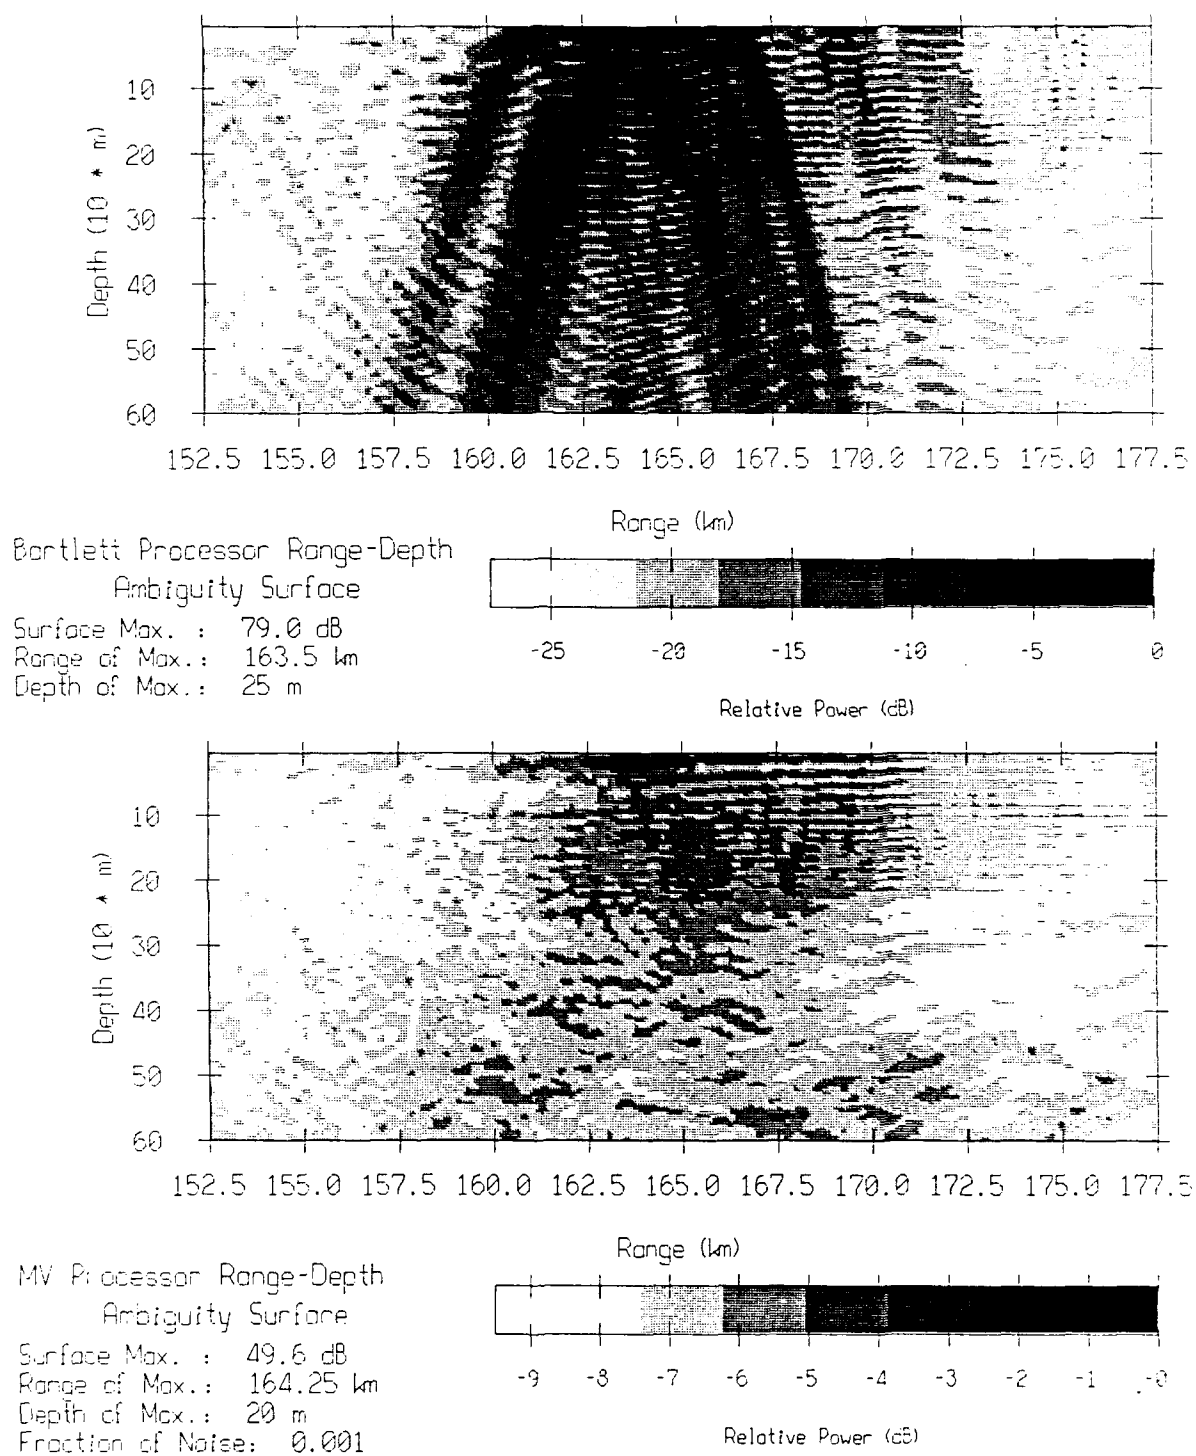 10
20
30
40
50
60
Depth (10 * m)
152.5 155.0 157.5 160.0 162.5 165.0 167.5 170.0 172.5 175.0 177.5
Range (km)
Bartlett Processor Range-Depth
Ambiguity Surface
Surface Max. : 79.0 dB
Range of Max.: 163.5 km
Depth of Max.: 25 m
-25 -20 -15 -10 -5 0
Relative Power (dB)
10
20
30
40
50
60
Depth (10 * m)
152.5 155.0 157.5 160.0 162.5 165.0 167.5 170.0 172.5 175.0 177.5
Range (km)
MV Processor Range-Depth
Ambiguity Surface
Surface Max. : 49.6 dB
Range of Max.: 164.25 km
Depth of Max.: 20 m
Fraction of Noise: 0.001
-9 -8 -7 -6 -5 -4 -3 -2 -1 -0
Relative Power (dB)